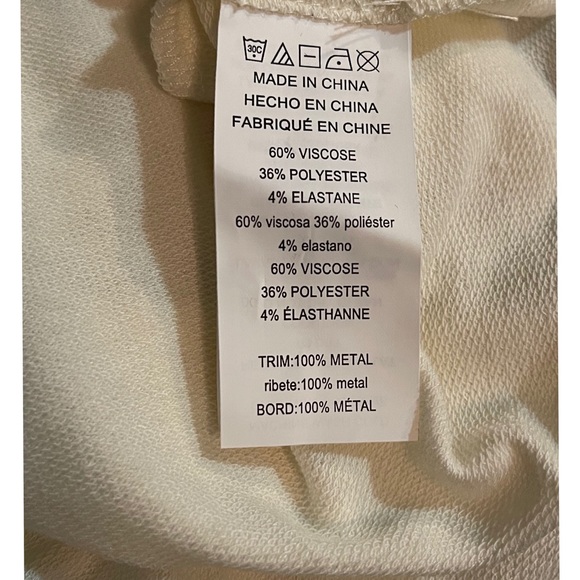 30C
MADE IN CHINA
HECHO EN CHINA
FABRIQUÉ EN CHINE
60% VISCOSE
36% POLYESTER
4% ELASTANE
60% viscosa 36% poliéster
4% elastano
60% VISCOSE
36% POLYESTER
4% ÉLASTHANNE
TRIM:100% METAL
ribete:100% metal
BORD:100% MÉTAL